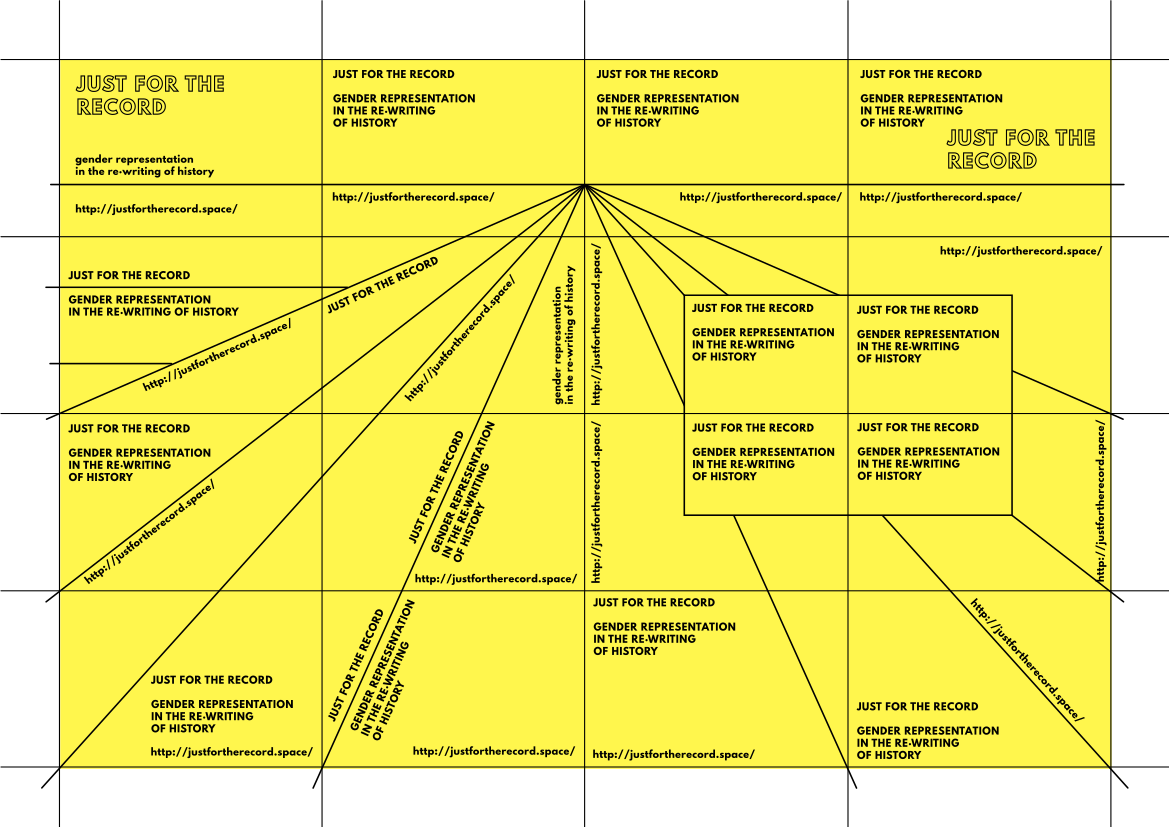 JUST FOR THE
RECORD
gender representation
in the re-writing of history
http://justfortherecord.space/
JUST FOR THE RECORD
GENDER REPRESENTATION
IN THE RE-WRITING
OF HISTORY
http://justfortherecord.space/
JUST FOR THE RECORD
GENDER REPRESENTATION
IN THE RE-WRITING
OF HISTORY
http://justfortherecord.space/
JUST FOR THE RECORD
GENDER REPRESENTATION
IN THE RE-WRITING
OF HISTORY
JUST FOR THE
RECORD
http://justfortherecord.space/
http://justfortherecord.space/
JUST FOR THE RECORD
GENDER REPRESENTATION
IN THE RE-WRITING OF HISTORY
http://justfortherecord.space/
JUST FOR THE RECORD
http://justfortherecord.space/
gender representation
in the re-writing of history
http://justfortherecord.space/
JUST FOR THE RECORD
GENDER REPRESENTATION
IN THE RE-WRITING
OF HISTORY
JUST FOR THE RECORD
GENDER REPRESENTATION
IN THE RE-WRITING
OF HISTORY
JUST FOR THE RECORD
GENDER REPRESENTATION
IN THE RE-WRITING
OF HISTORY
http://justfortherecord.space/
JUST FOR THE RECORD
GENDER REPRESENTATION
IN THE RE-WRITING
OF HISTORY
http://justfortherecord.space/
http://justfortherecord.space/
JUST FOR THE RECORD
GENDER REPRESENTATION
IN THE RE-WRITING
OF HISTORY
JUST FOR THE RECORD
GENDER REPRESENTATION
IN THE RE-WRITING
OF HISTORY
http://justfortherecord.space/
JUST FOR THE RECORD
GENDER REPRESENTATION
IN THE RE-WRITING
OF HISTORY
http://justfortherecord.space/
JUST FOR THE RECORD
GENDER REPRESENTATION
IN THE RE-WRITING
OF HISTORY
http://justfortherecord.space/
JUST FOR THE RECORD
GENDER REPRESENTATION
IN THE RE-WRITING
OF HISTORY
http://justfortherecord.space/
http://justfortherecord.space/
JUST FOR THE RECORD
GENDER REPRESENTATION
IN THE RE-WRITING
OF HISTORY